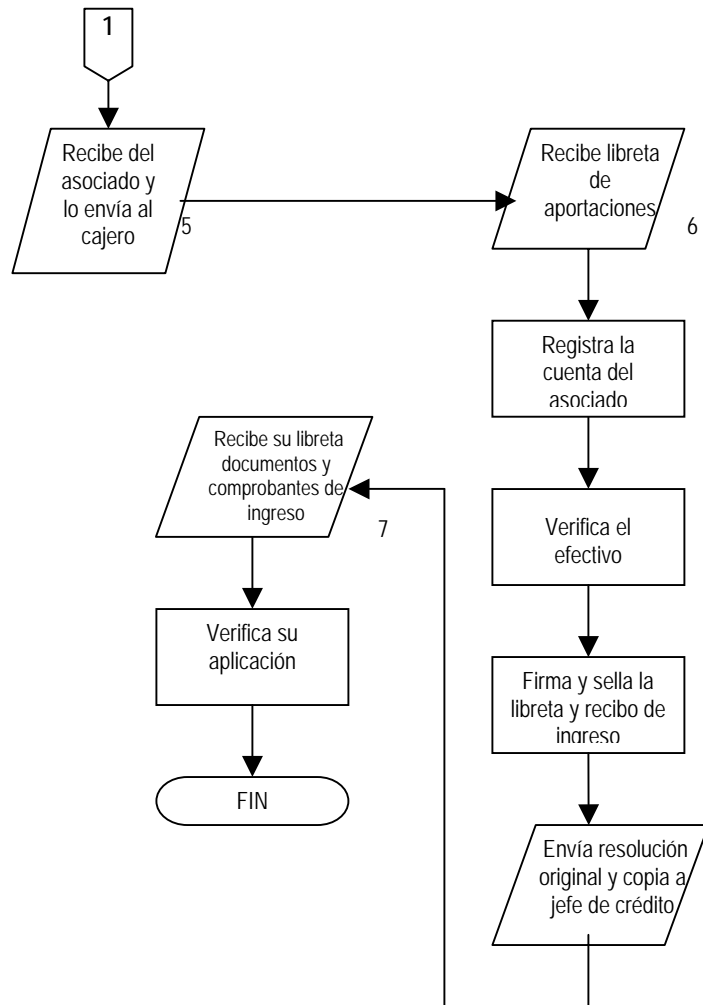 1
Recibe del
asociado y
lo envía al
cajero
5
Recibe libreta
de
aportaciones
6
Registra la
cuenta del
asociado
Verifica el
efectivo
Firma y sella la
libreta y recibo de
ingreso
Envía resolución
original y copia a
jefe de crédito
Recibe su libreta
documentos y
comprobantes de
ingreso
7
Verifica su
aplicación
FIN